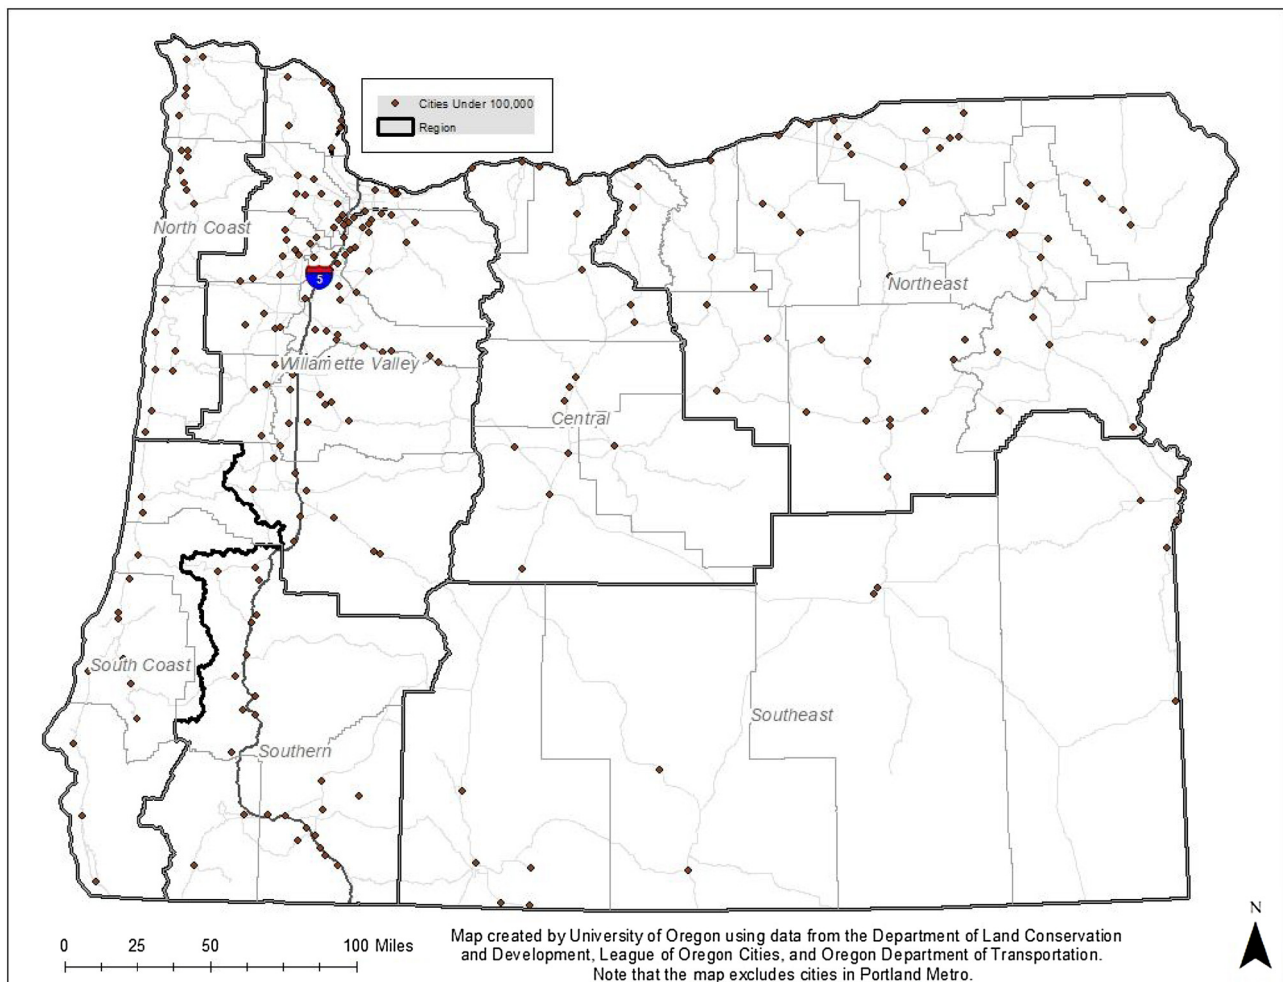 Cities Under 100,000
Region
North Coast
5
Northeast
Willamette Valley
Central
South Coast
Southeast
Southern
N
0 25 50 100 Miles
Map created by University of Oregon using data from the Department of Land Conservation
and Development, League of Oregon Cities, and Oregon Department of Transportation.
Note that the map excludes cities in Portland Metro.